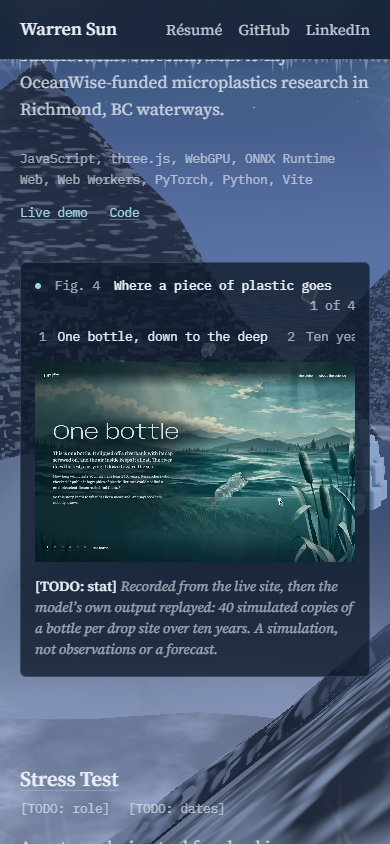 Warren Sun
Résumé GitHub LinkedIn
OceanWise-funded microplastics research in
Richmond, BC waterways.
JavaScript, three.js, WebGPU, ONNX Runtime
Web, Web Workers, PyTorch, Python, Vite
Live demo Code
Fig. 4 Where a piece of plastic goes
1 of 4
1 One bottle, down to the deep 2 Ten yea
One bottle
[TODO: stat] Recorded from the live site, then the
model’s own output replayed: 40 simulated copies of
a bottle per drop site over ten years. A simulation,
not observations or a forecast.
Stress Test
[TODO: role] [TODO: dates]